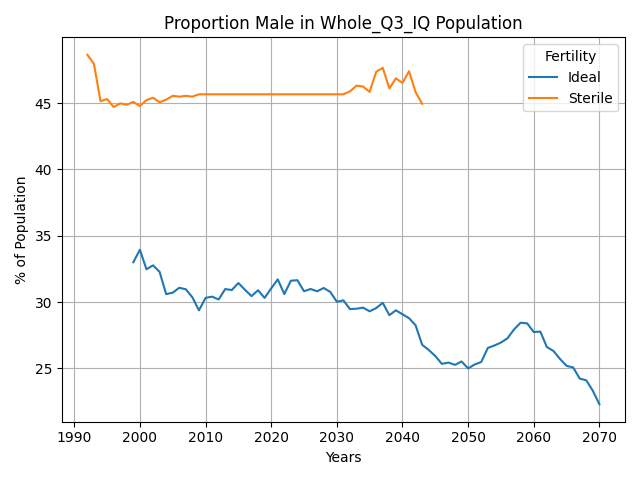 Proportion Male in Whole_Q3_IQ Population
Fertility
Ideal
Sterile
% of Population
45
40
35
30
25
1990
2000
2010
2020
2030
2040
2050
2060
2070
Years